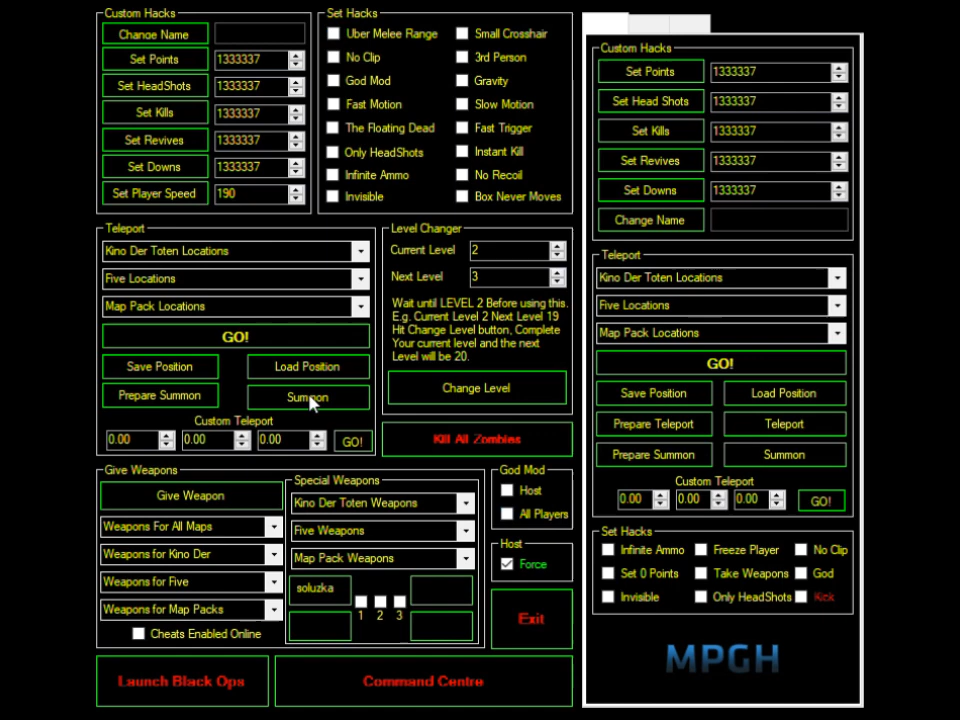 Custom Hacks
Change Name
Set Points 1333337
Set HeadShots 1333337
Set Kills 1333337
Set Revives 1333337
Set Downs 1333337
Set Player Speed 190
Set Hacks
Uber Melee Range Small Crosshair
No Clip 3rd Person
God Mod Gravity
Fast Motion Slow Motion
The Floating Dead Fast Trigger
Only HeadShots Instant Kill
Infinite Ammo No Recoil
Invisible Box Never Moves
Teleport
Kino Der Toten Locations
Five Locations
Map Pack Locations
GO!
Save Position Load Position
Prepare Summon Summon
Custom Teleport
0.00 0.00 0.00 GO!
Level Changer
Current Level 2
Next Level 3
Wait until LEVEL 2 Before using this.
E.g. Current Level 2 Next Level 19
Hit Change Level button, Complete
Your current level and the next
Level will be 20.
Change Level
Kill All Zombies
Give Weapons
Give Weapon
Weapons For All Maps
Weapons for Kino Der
Weapons for Five
Weapons for Map Packs
Cheats Enabled Online
Special Weapons
Kino Der Toten Weapons
Five Weapons
Map Pack Weapons
soluzka
1 2 3
God Mod
Host
All Players
Host
Force
Exit
Launch Black Ops Command Centre
Custom Hacks
Set Points 1333337
Set Head Shots 1333337
Set Kills 1333337
Set Revives 1333337
Set Downs 1333337
Change Name
Teleport
Kino Der Toten Locations
Five Locations
Map Pack Locations
GO!
Save Position Load Position
Prepare Teleport Teleport
Prepare Summon Summon
Custom Teleport
0.00 0.00 0.00 GO!
Set Hacks
Infinite Ammo Freeze Player No Clip
Set 0 Points Take Weapons God
Invisible Only HeadShots Kick
MPGH